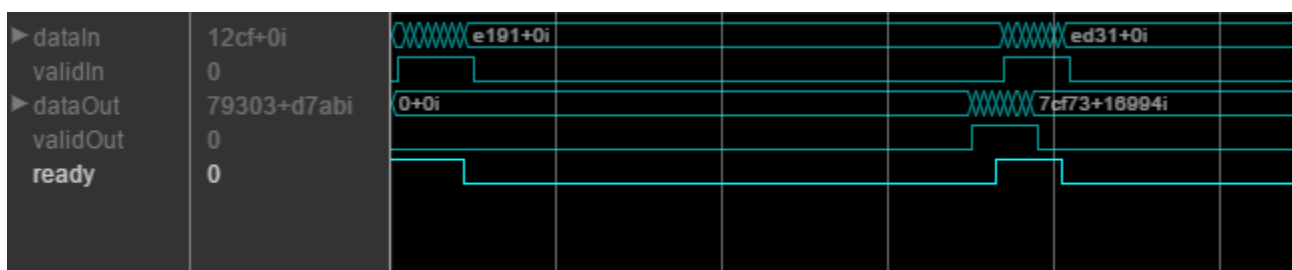 dataIn 12cf+0i e191+0i ed31+0i
validIn 0
dataOut 79303+d7abi 0+0i 7cf73+16994i
validOut 0
ready 0